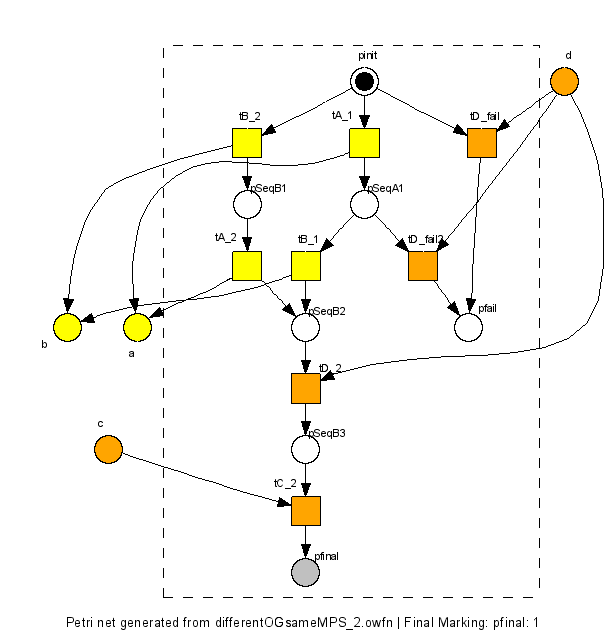 pinit
d
tB_2
tA_1
tD_fail
pSeqB1
pSeqA1
tA_2
tB_1
tD_fail2
pSeqB2
pfail
b
a
tD_2
c
pSeqB3
tC_2
pfinal
Petri net generated from differentOGsameMPS_2.owfn | Final Marking: pfinal: 1